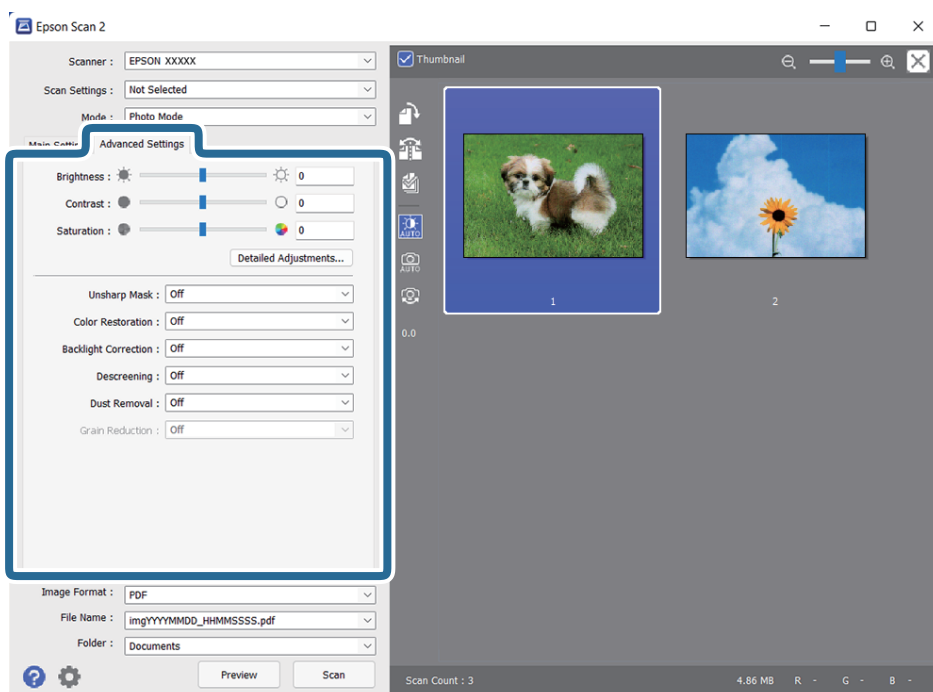 Epson Scan 2
Scanner : EPSON XXXXX
Scan Settings : Not Selected
Mode : Photo Mode
Main Settin
Advanced Settings
Brightness : 0
Contrast : 0
Saturation : 0
Detailed Adjustments...
Unsharp Mask : Off
Color Restoration : Off
Backlight Correction : Off
Descreening : Off
Dust Removal : Off
Grain Reduction : Off
Image Format : PDF
File Name : imgYYYYMMDD_HHMMSSSS.pdf
Folder : Documents
?
Preview
Scan
Thumbnail
AUTO
AUTO
0.0
1
2
Scan Count : 3
4.86 MB R - G - B -